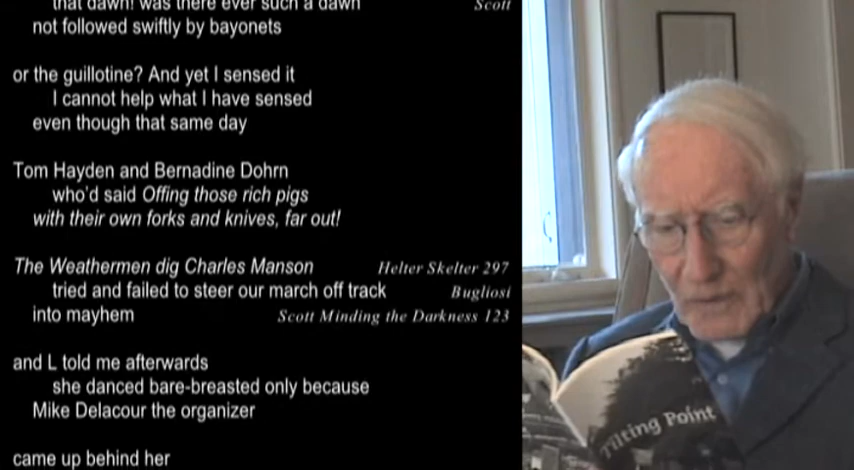 that dawn! was there ever such a dawn Scott
not followed swiftly by bayonets
or the guillotine? And yet I sensed it
I cannot help what I have sensed
even though that same day
Tom Hayden and Bernadine Dohrn
who'd said Offing those rich pigs
with their own forks and knives, far out!
The Weathermen dig Charles Manson Helter Skelter 297
tried and failed to steer our march off track Bugliosi
into mayhem Scott Minding the Darkness 123
and L told me afterwards
she danced bare-breasted only because
Mike Delacour the organizer
came up behind her
Tilting Point